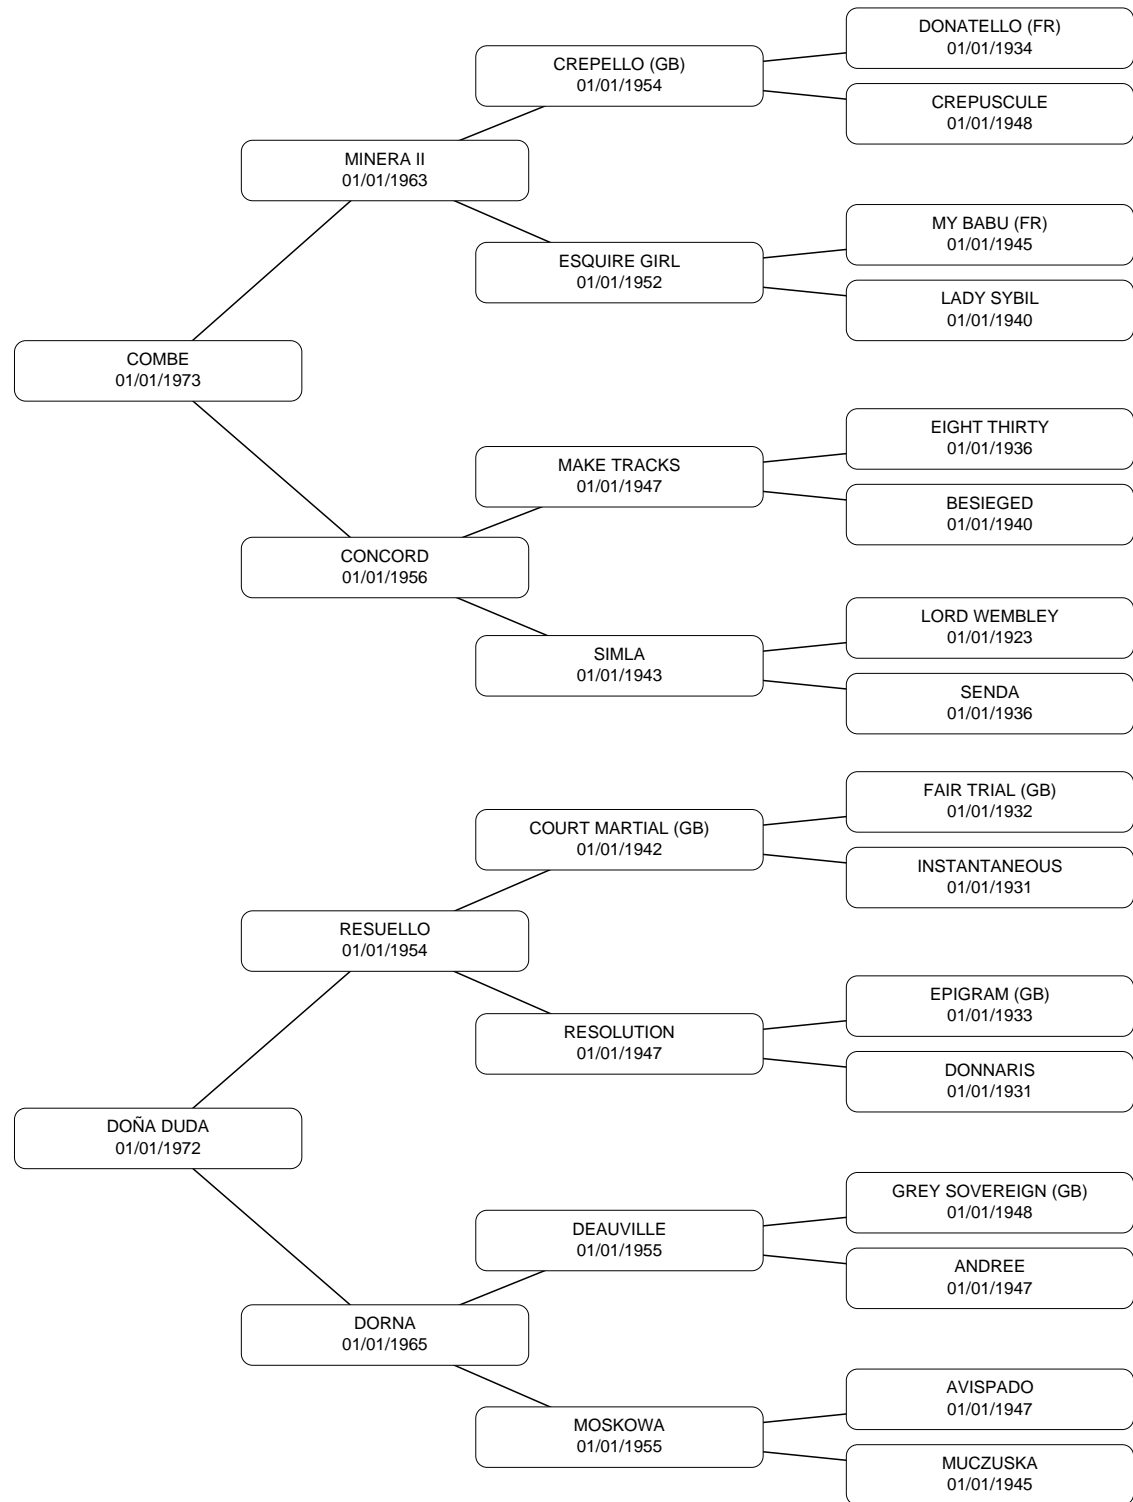 DONATELLO (FR)
01/01/1934
CREPELLO (GB)
01/01/1954
CREPUSCULE
01/01/1948
MINERA II
01/01/1963
MY BABU (FR)
01/01/1945
ESQUIRE GIRL
01/01/1952
LADY SYBIL
01/01/1940
COMBE
01/01/1973
EIGHT THIRTY
01/01/1936
MAKE TRACKS
01/01/1947
BESIEGED
01/01/1940
CONCORD
01/01/1956
LORD WEMBLEY
01/01/1923
SIMLA
01/01/1943
SENDA
01/01/1936
FAIR TRIAL (GB)
01/01/1932
COURT MARTIAL (GB)
01/01/1942
INSTANTANEOUS
01/01/1931
RESUELLO
01/01/1954
EPIGRAM (GB)
01/01/1933
RESOLUTION
01/01/1947
DONNARIS
01/01/1931
DOÑA DUDA
01/01/1972
GREY SOVEREIGN (GB)
01/01/1948
DEAUVILLE
01/01/1955
ANDREE
01/01/1947
DORNA
01/01/1965
AVISPADO
01/01/1947
MOSKOWA
01/01/1955
MUCZUSKA
01/01/1945